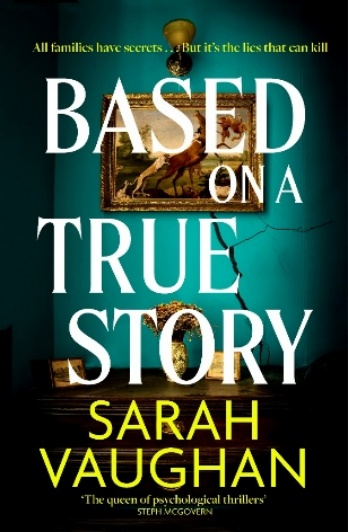 All families have secrets . . . But it's the lies that can kill
BASED
ON A
TRUE
STORY
SARAH
VAUGHAN
'The queen of psychological thrillers'
STEPH MCGOVERN